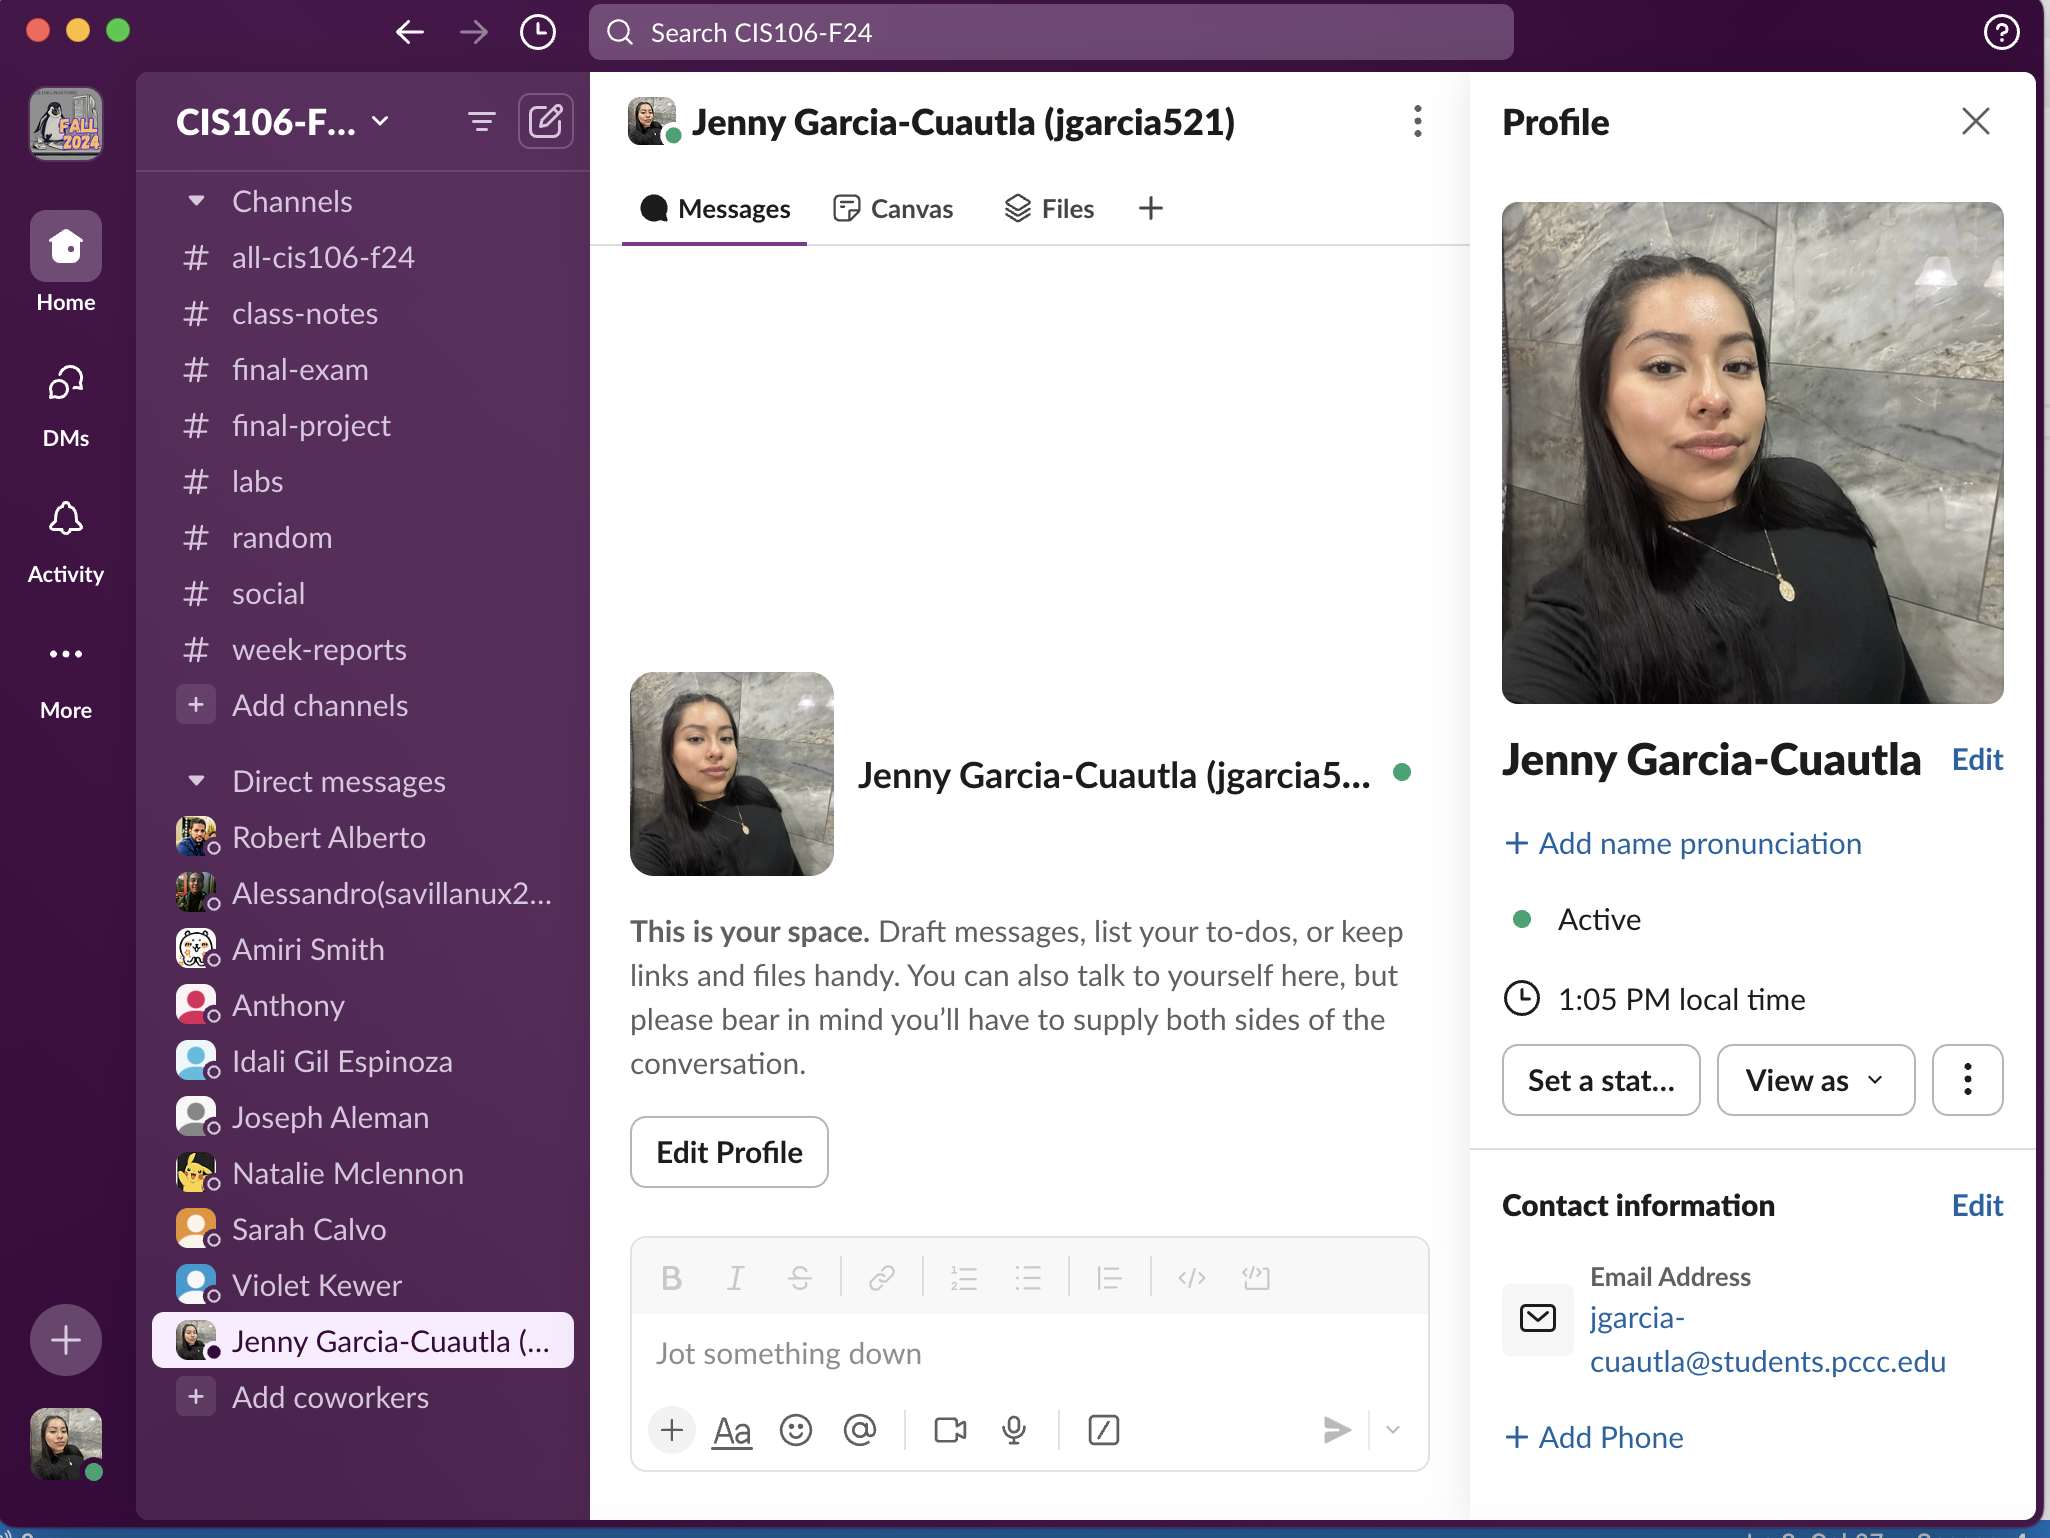 Search CIS106-F24
FALL
2024
Home
DMs
Activity
More
CIS106-F...
Channels
# all-cis106-f24
# class-notes
# final-exam
# final-project
# labs
# random
# social
# week-reports
+ Add channels
Direct messages
Robert Alberto
Alessandro(savillanux2...
Amiri Smith
Anthony
Idali Gil Espinoza
Joseph Aleman
Natalie Mclennon
Sarah Calvo
Violet Kewer
Jenny Garcia-Cuautla (...
+ Add coworkers
Jenny Garcia-Cuautla (jgarcia521)
Messages Canvas Files +
Jenny Garcia-Cuautla (jgarcia5...
This is your space. Draft messages, list your to-dos, or keep
links and files handy. You can also talk to yourself here, but
please bear in mind you’ll have to supply both sides of the
conversation.
Edit Profile
B I S
Jot something down
+ Aa @
Profile
Jenny Garcia-Cuautla Edit
+ Add name pronunciation
Active
1:05 PM local time
Set a stat... View as
Contact information Edit
Email Address
jgarcia-
cuautla@students.pccc.edu
+ Add Phone